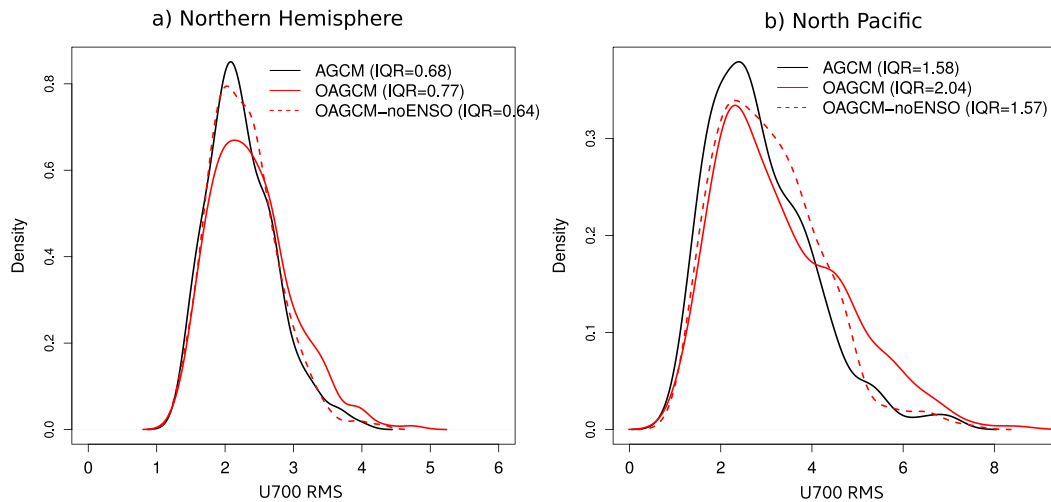 a) Northern Hemisphere
AGCM (IQR=0.68)
OAGCM (IQR=0.77)
OAGCM−noENSO (IQR=0.64)
Density
0.0
0.2
0.4
0.6
0.8
0
1
2
3
4
5
6
U700 RMS
b) North Pacific
AGCM (IQR=1.58)
OAGCM (IQR=2.04)
OAGCM−noENSO (IQR=1.57)
Density
0.0
0.1
0.2
0.3
0
2
4
6
8
U700 RMS